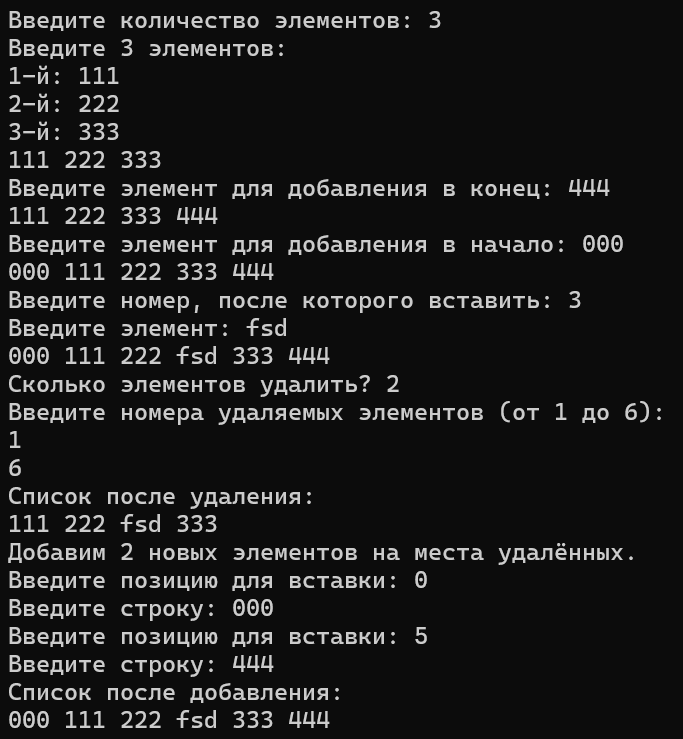 Введите количество элементов: 3
Введите 3 элементов:
1-й: 111
2-й: 222
3-й: 333
111 222 333
Введите элемент для добавления в конец: 444
111 222 333 444
Введите элемент для добавления в начало: 000
000 111 222 333 444
Введите номер, после которого вставить: 3
Введите элемент: fsd
000 111 222 fsd 333 444
Сколько элементов удалить? 2
Введите номера удаляемых элементов (от 1 до 6):
1
6
Список после удаления:
111 222 fsd 333
Добавим 2 новых элементов на места удалённых.
Введите позицию для вставки: 0
Введите строку: 000
Введите позицию для вставки: 5
Введите строку: 444
Список после добавления:
000 111 222 fsd 333 444